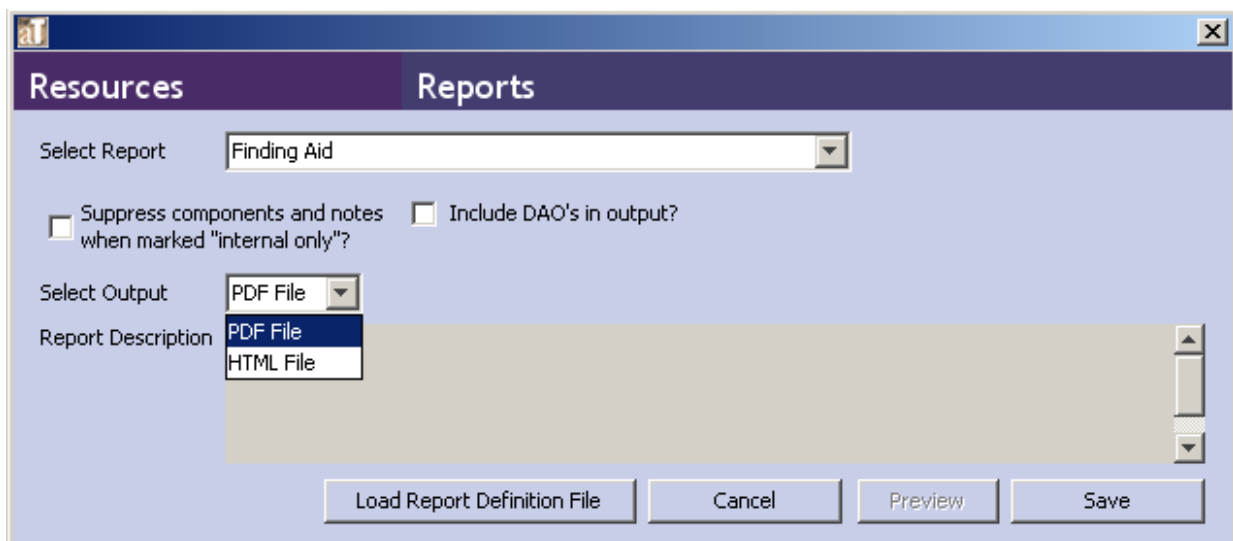 aT
Resources
Reports
Select Report
Finding Aid
Suppress components and notes
when marked "internal only"?
Include DAO's in output?
Select Output
PDF File
Report Description
PDF File
HTML File
Load Report Definition File
Cancel
Preview
Save